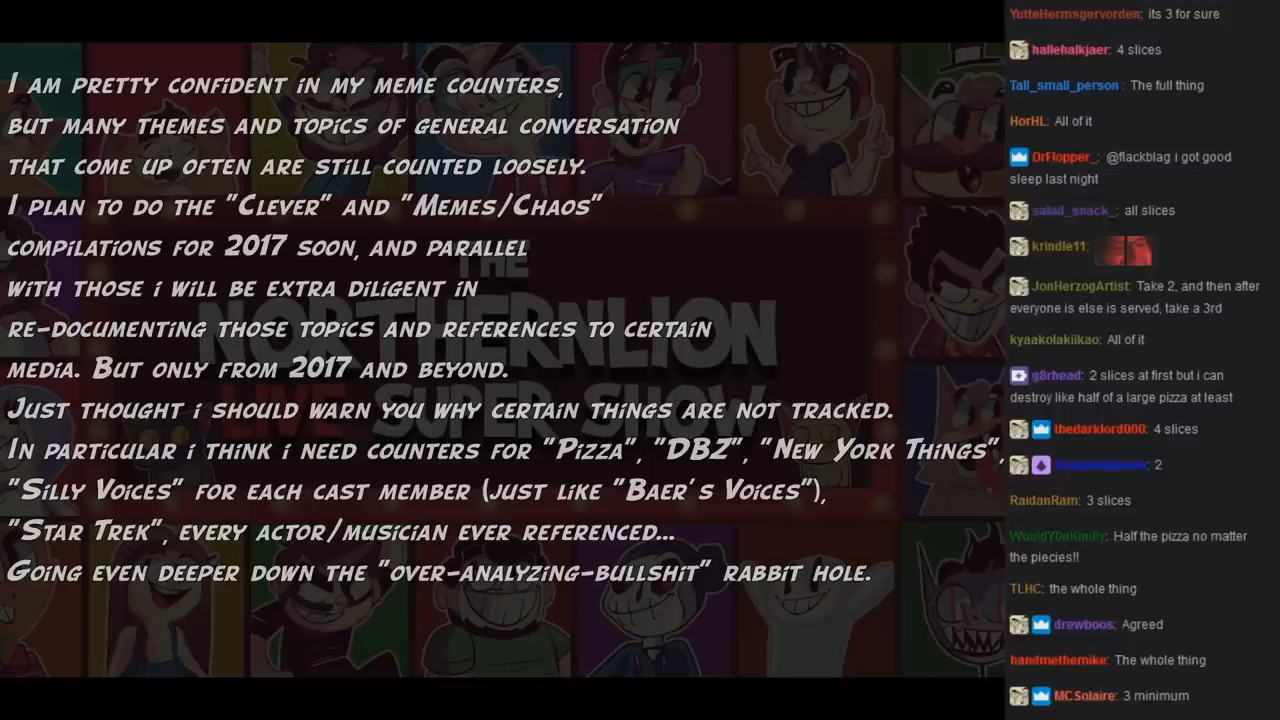 I am pretty confident in my meme counters,
but many themes and topics of general conversation
that come up often are still counted loosely.
I plan to do the "Clever" and "Memes/Chaos"
compilations for 2017 soon, and parallel
with those i will be extra diligent in
re-documenting those topics and references to certain
media. But only from 2017 and beyond.
Just thought i should warn you why certain things are not tracked.
In particular i think i need counters for "Pizza", "DBZ", "New York Things",
"Silly Voices" for each cast member (just like "Baer's Voices"),
"Star Trek", every actor/musician ever referenced...
Going even deeper down the "over-analyzing-bullshit" rabbit hole.
THE
NORTHERNLION
LIVE SUPER SHOW
YutteHermsgervorden: its 3 for sure
hallehalkjaer: 4 slices
Tall_small_person : The full thing
HorHL: All of it
DrFlopper_: @flackblag i got good
sleep last night
salad_snack_: all slices
krindle11:
JonHerzogArtist: Take 2, and then after
everyone is else is served, take a 3rd
kyaakolakiikao: All of it
g8rhead: 2 slices at first but i can
destroy like half of a large pizza at least
thedarklord000: 4 slices
: 2
RaidanRam: 3 slices
WouldY0uKindly: Half the pizza no matter
the piecies!!
TLHC: the whole thing
drewboos: Agreed
handmethemike: The whole thing
MCSolaire: 3 minimum